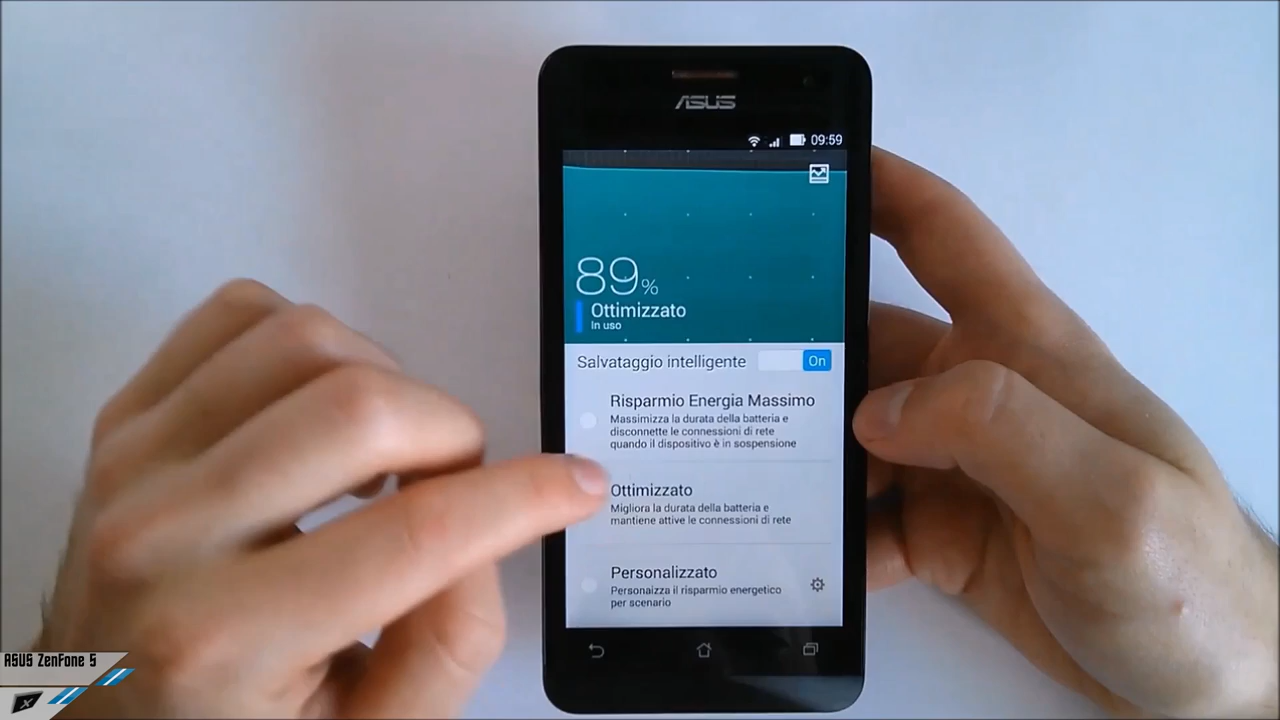 ASUS
09:59
89%
Ottimizzato
In uso
Salvataggio intelligente On
Risparmio Energia Massimo
Massimizza la durata della batteria e
disconnette le connessioni di rete
quando il dispositivo è in sospensione
Ottimizzato
Migliora la durata della batteria e
mantiene attive le connessioni di rete
Personalizzato
Personaizza il risparmio energetico
per scenario
ASUS ZenFone 5
X